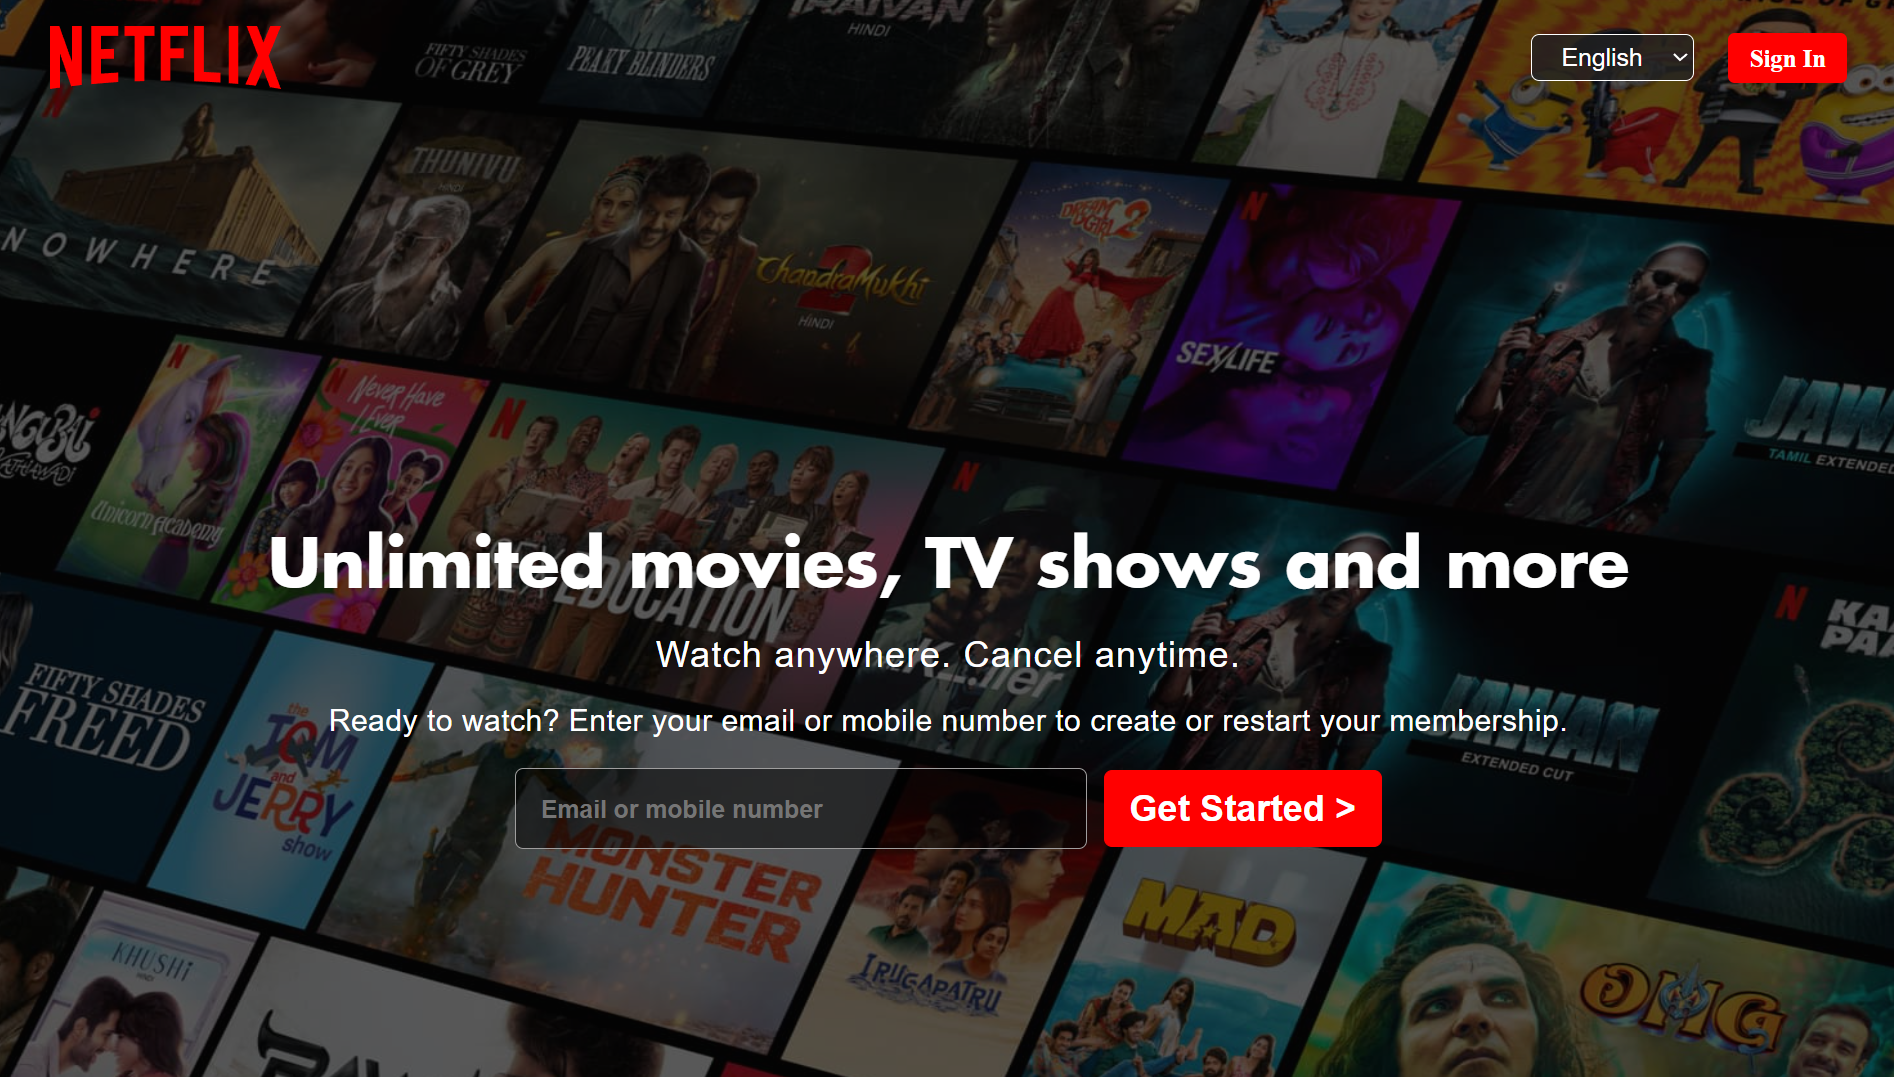 NETFLIX
English
Sign In
FIFTY SHADES
OF GREY
PEAKY BLINDERS
HINDI
N
NOWHERE
THUNIVU
HINDI
ChandraMukhi
2
HINDI
DREAM
GIRL 2
N
SEX/LIFE
TAMIL EXTENDED
N
Unicorn Academy
N
Never Have
I Ever
N
EDUCATION
N
Unlimited movies, TV shows and more
Watch anywhere. Cancel anytime.
Ready to watch? Enter your email or mobile number to create or restart your membership.
Email or mobile number
Get Started >
FIFTY SHADES
FREED
the
TOM
and
JERRY
show
MONSTER
HUNTER
JAWAN
EXTENDED CUT
N
KHUSHI
HINDI
IRUGAPATRU
MAD
OMG